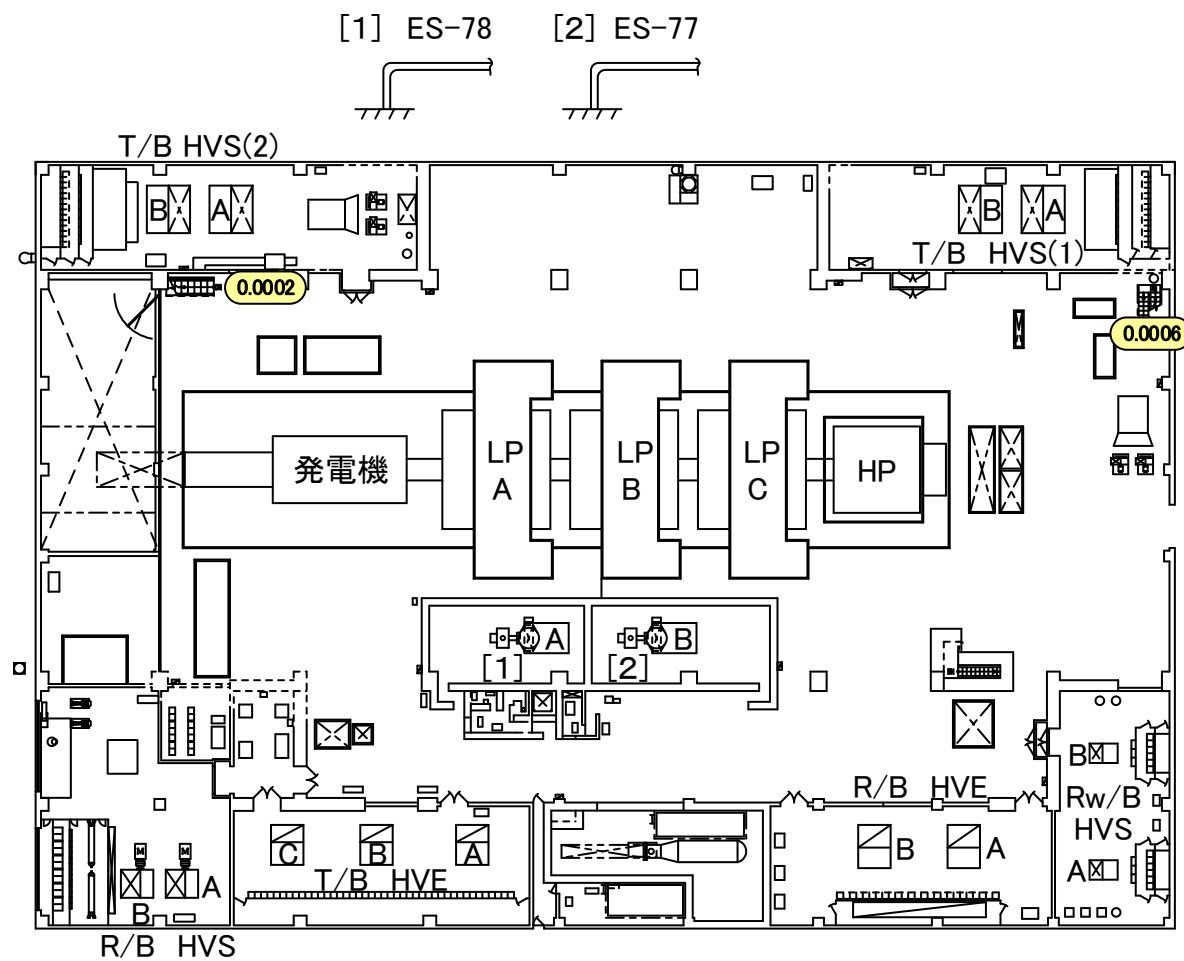 [1] ES-78 [2] ES-77
T/B HVS(2)
B A
B A
T/B HVS(1)
0.0002
0.0006
発電機
LP A
LP B
LP C
HP
A
B
[1] [2]
R/B HVE
B
Rw/B
HVS
A
C B A
T/B HVE
B A
M M
A
B
R/B HVS